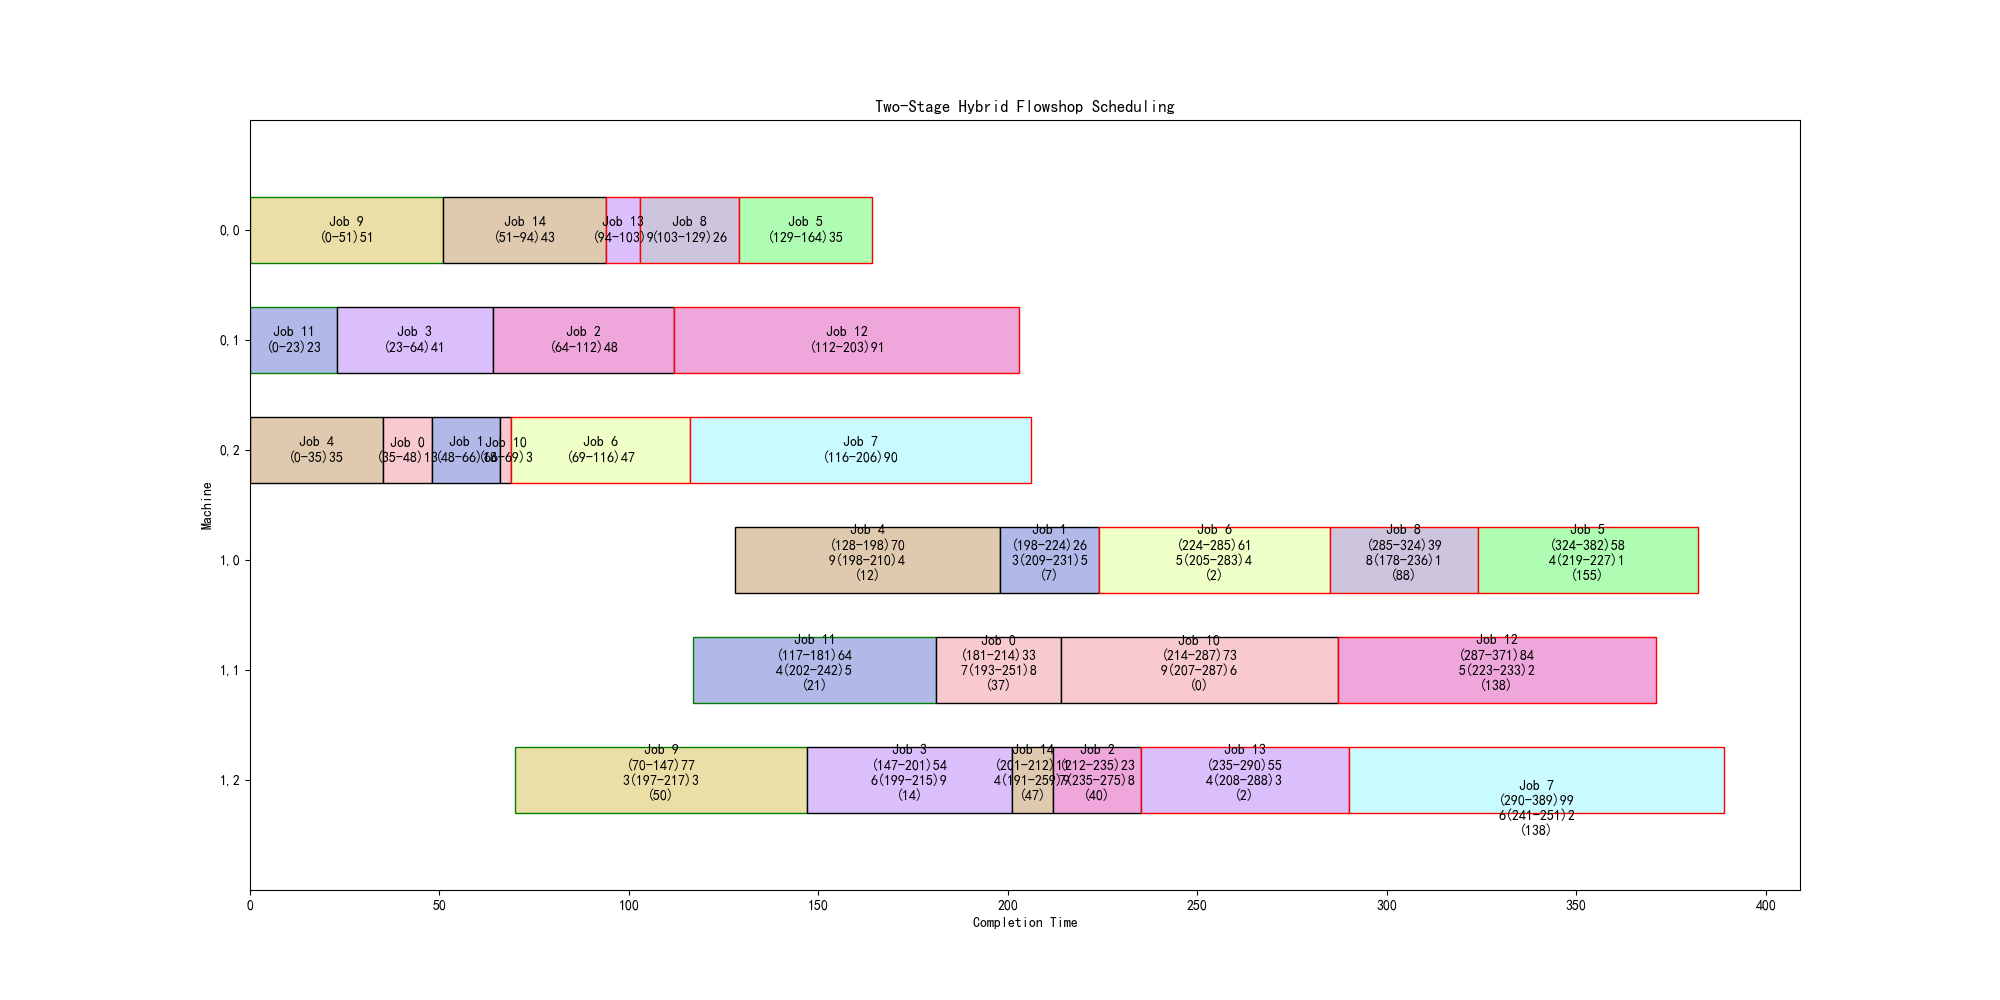 Two-Stage Hybrid Flowshop Scheduling
Machine
0,0
Job 9
(0-51)51
Job 14
(51-94)43
Job 13
(94-103)9
Job 8
(103-129)26
Job 5
(129-164)35
0,1
Job 11
(0-23)23
Job 3
(23-64)41
Job 2
(64-112)48
Job 12
(112-203)91
0,2
Job 4
(0-35)35
Job 0
(35-48)13
Job 1
(48-66)18
Job 10
(66-69)3
Job 6
(69-116)47
Job 7
(116-206)90
1,0
Job 4
(128-198)70
9(198-210)4
(12)
Job 1
(198-224)26
3(209-231)5
(7)
Job 6
(224-285)61
5(205-283)4
(2)
Job 8
(285-324)39
8(178-236)1
(88)
Job 5
(324-382)58
4(219-227)1
(155)
1,1
Job 11
(117-181)64
4(202-242)5
(21)
Job 0
(181-214)33
7(193-251)8
(37)
Job 10
(214-287)73
9(207-287)6
(0)
Job 12
(287-371)84
5(223-233)2
(138)
1,2
Job 9
(70-147)77
3(197-217)3
(50)
Job 3
(147-201)54
6(199-215)9
(14)
Job 14
(201-212)11
4(191-259)9
(47)
Job 2
(212-235)23
7(235-275)8
(40)
Job 13
(235-290)55
4(208-288)3
(2)
Job 7
(290-389)99
6(241-251)2
(138)
0 50 100 150 200 250 300 350 400
Completion Time